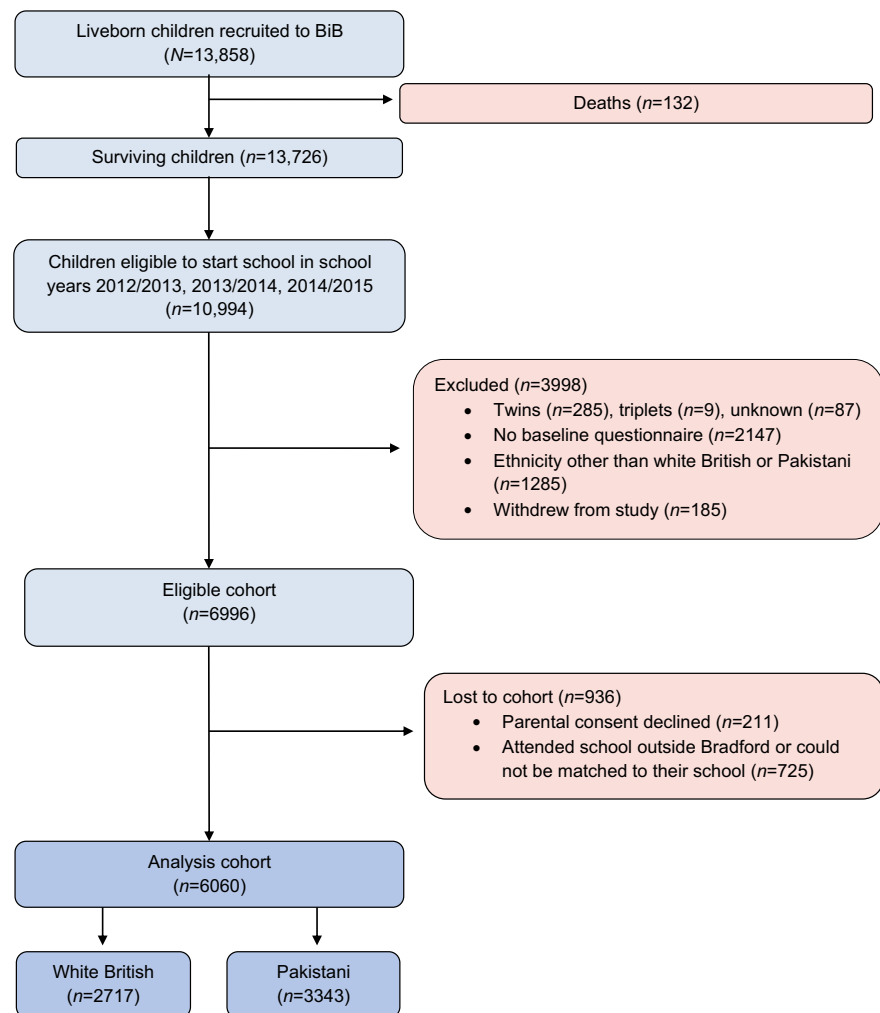 Liveborn children recruited to BiB
(N=13,858)
Deaths (n=132)
Surviving children (n=13,726)
Children eligible to start school in school
years 2012/2013, 2013/2014, 2014/2015
(n=10,994)
Excluded (n=3998)
• Twins (n=285), triplets (n=9), unknown (n=87)
• No baseline questionnaire (n=2147)
• Ethnicity other than white British or Pakistani
(n=1285)
• Withdrew from study (n=185)
Eligible cohort
(n=6996)
Lost to cohort (n=936)
• Parental consent declined (n=211)
• Attended school outside Bradford or could
not be matched to their school (n=725)
Analysis cohort
(n=6060)
White British
(n=2717)
Pakistani
(n=3343)